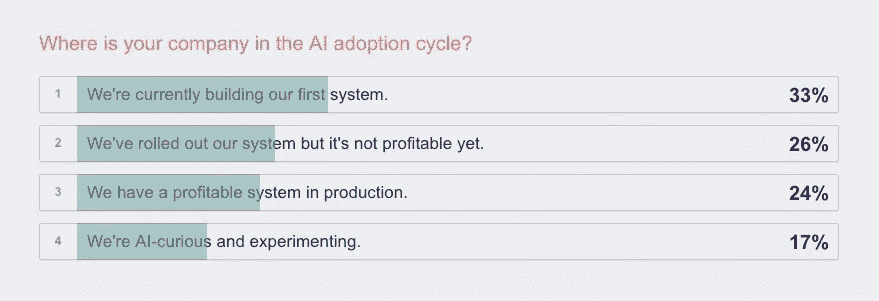 Where is your company in the AI adoption cycle?
1 We're currently building our first system. 33%
2 We've rolled out our system but it's not profitable yet. 26%
3 We have a profitable system in production. 24%
4 We're AI-curious and experimenting. 17%